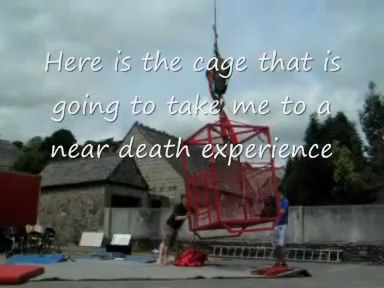 Here is the cage that is
going to take me to a
near death experience